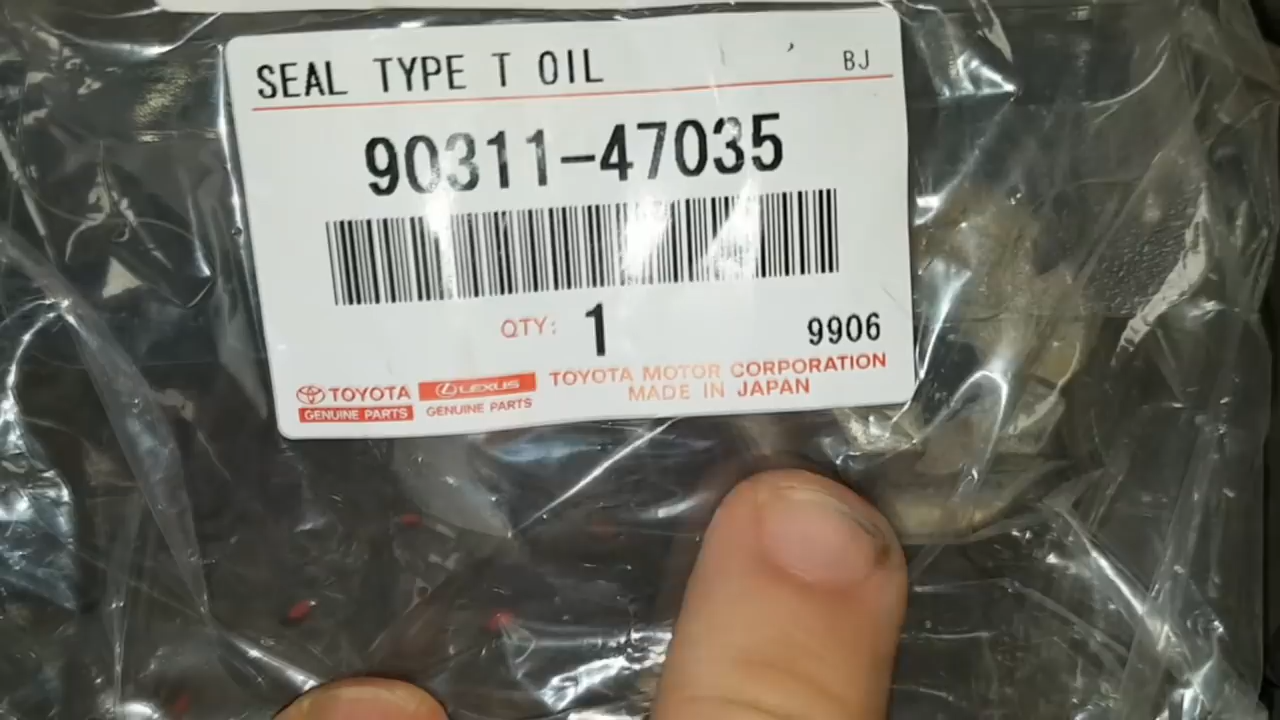 SEAL TYPE T OIL BJ
90311-47035
QTY: 1
9906
TOYOTA
GENUINE PARTS
LEXUS
GENUINE PARTS
TOYOTA MOTOR CORPORATION
MADE IN JAPAN